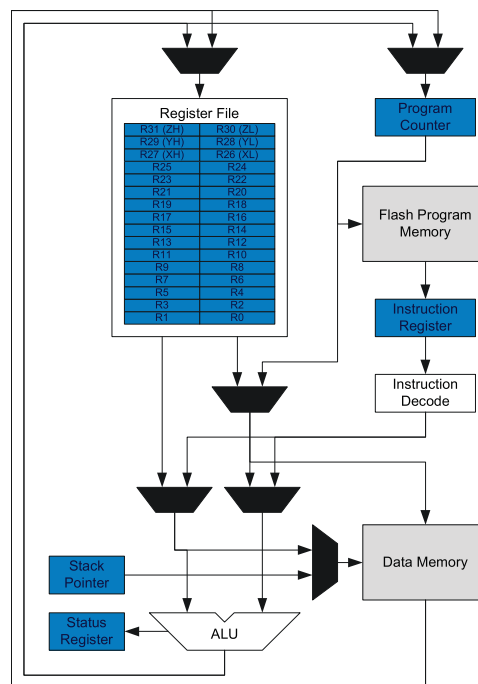 Register File
R31 (ZH) R30 (ZL)
R29 (YH) R28 (YL)
R27 (XH) R26 (XL)
R25 R24
R23 R22
R21 R20
R19 R18
R17 R16
R15 R14
R13 R12
R11 R10
R9 R8
R7 R6
R5 R4
R3 R2
R1 R0
Program
Counter
Flash Program
Memory
Instruction
Register
Instruction
Decode
Stack
Pointer
Data Memory
Status
Register
ALU